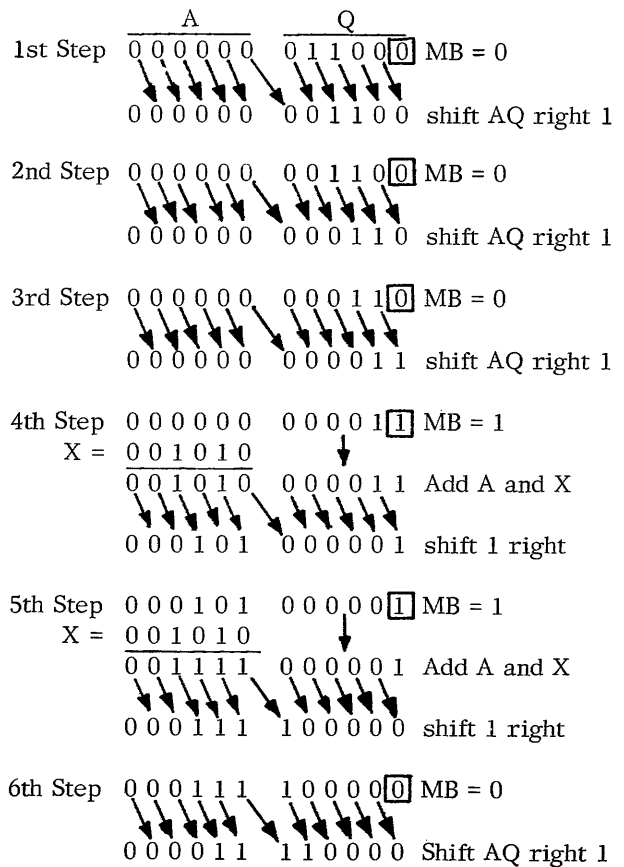 A Q
1st Step 0 0 0 0 0 0 0 1 1 0 0 0 MB = 0
0 0 0 0 0 0 0 0 1 1 0 0 shift AQ right 1
2nd Step 0 0 0 0 0 0 0 0 1 1 0 0 MB = 0
0 0 0 0 0 0 0 0 0 1 1 0 shift AQ right 1
3rd Step 0 0 0 0 0 0 0 0 0 1 1 0 MB = 0
0 0 0 0 0 0 0 0 0 0 1 1 shift AQ right 1
4th Step 0 0 0 0 0 0 0 0 0 0 1 1 MB = 1
X = 0 0 1 0 1 0
0 0 1 0 1 0 0 0 0 0 1 1 Add A and X
0 0 0 1 0 1 0 0 0 0 0 1 shift 1 right
5th Step 0 0 0 1 0 1 0 0 0 0 0 1 MB = 1
X = 0 0 1 0 1 0
0 0 1 1 1 1 0 0 0 0 0 1 Add A and X
0 0 0 1 1 1 1 0 0 0 0 0 shift 1 right
6th Step 0 0 0 1 1 1 1 0 0 0 0 0 MB = 0
0 0 0 0 1 1 1 1 0 0 0 0 Shift AQ right 1